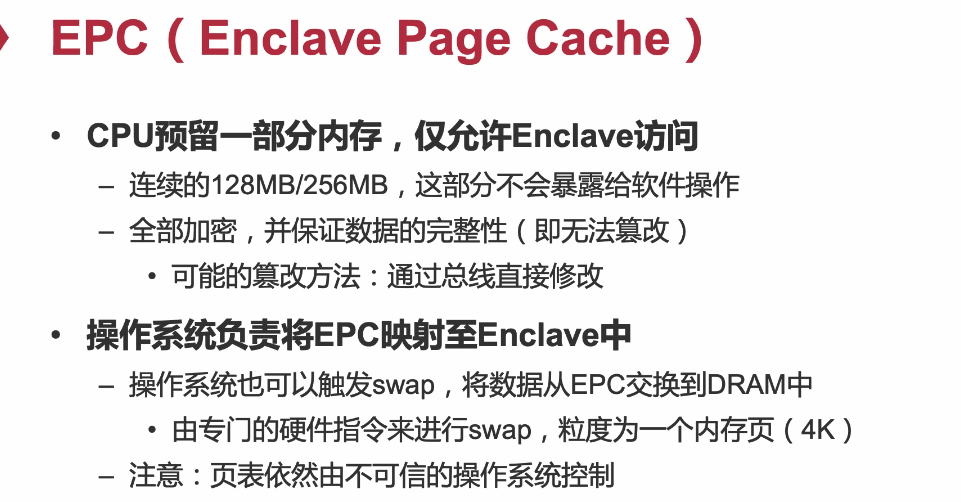 EPC（Enclave Page Cache）
• CPU预留一部分内存，仅允许Enclave访问
– 连续的128MB/256MB，这部分不会暴露给软件操作
– 全部加密，并保证数据的完整性（即无法篡改）
• 可能的篡改方法：通过总线直接修改
• 操作系统负责将EPC映射至Enclave中
– 操作系统也可以触发swap，将数据从EPC交换到DRAM中
• 由专门的硬件指令来进行swap，粒度为一个内存页（4K）
– 注意：页表依然由不可信的操作系统控制